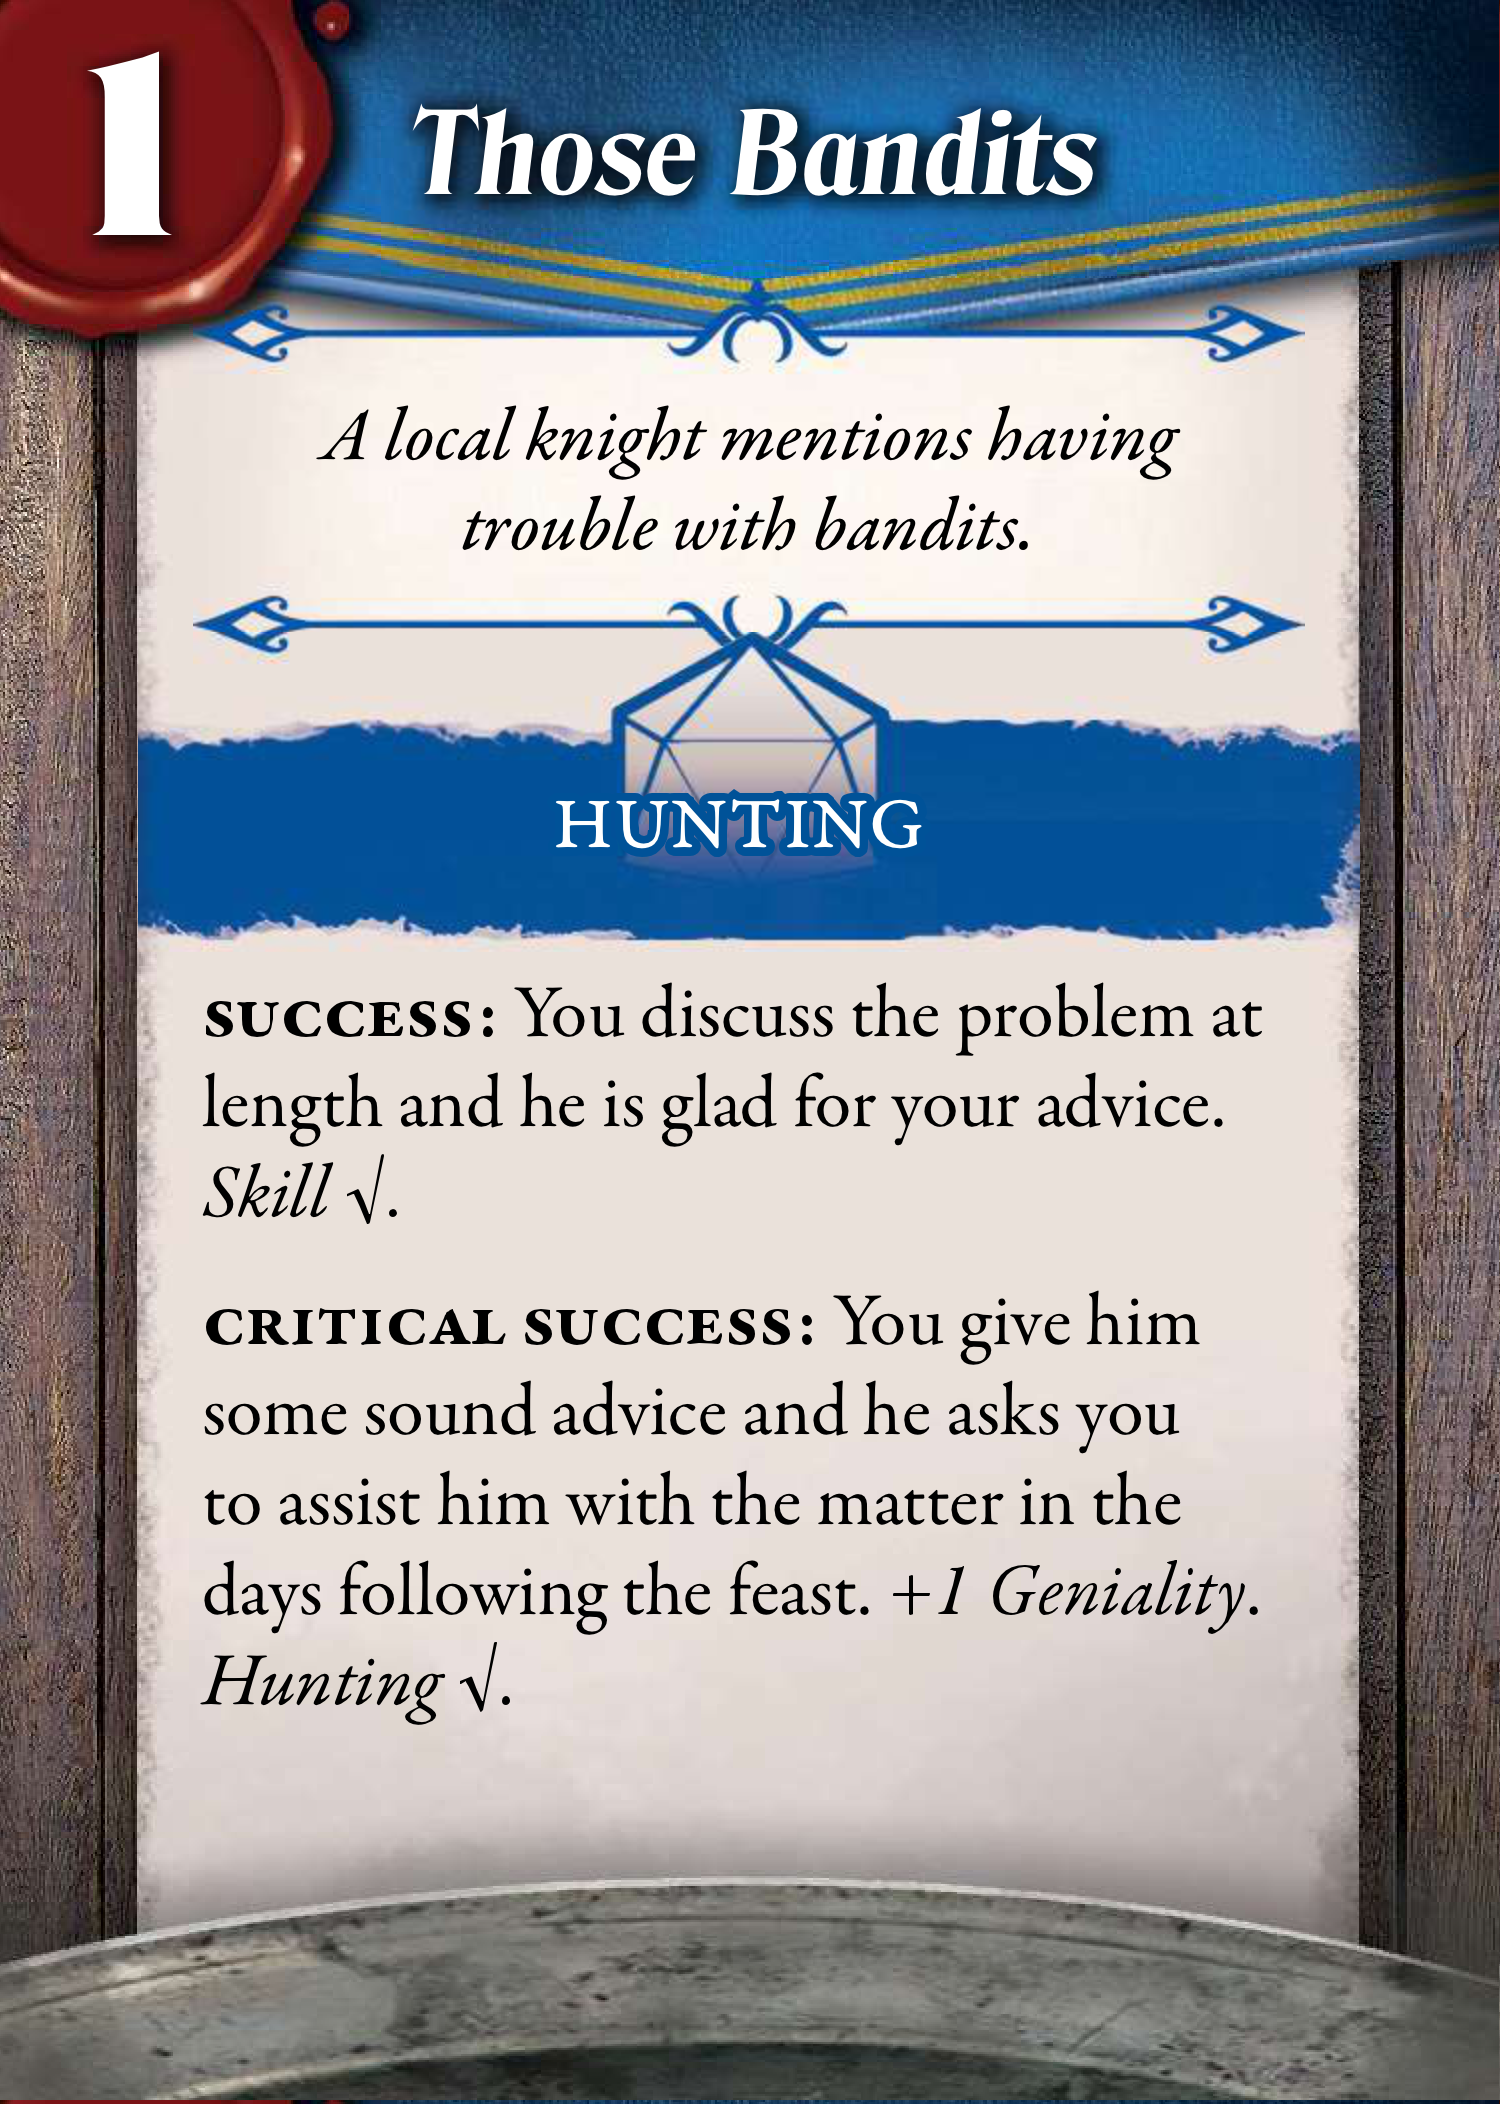 1
Those Bandits
A local knight mentions having
trouble with bandits.
HUNTING
SUCCESS: You discuss the problem at
length and he is glad for your advice.
Skill √.
CRITICAL SUCCESS: You give him
some sound advice and he asks you
to assist him with the matter in the
days following the feast. +1 Geniality.
Hunting √.